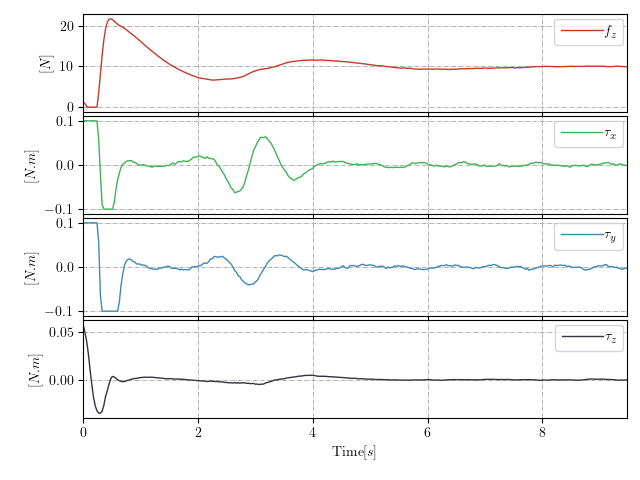 20
10
0
[N]
f_z
0.1
0.0
−0.1
[N.m]
τ_x
0.1
0.0
−0.1
[N.m]
τ_y
0.05
0.00
[N.m]
τ_z
0 2 4 6 8
Time[s]